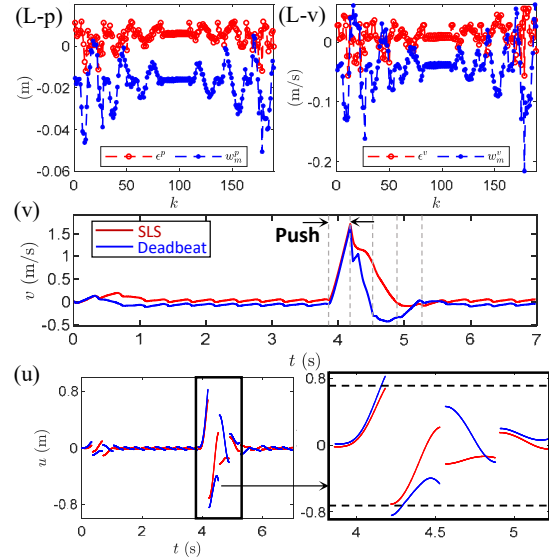 (L-p)
(L-v)
0
-0.02
-0.04
-0.06
(m)
0 50 100 150
k
ϵ^p w_m^p
0
-0.1
-0.2
(m/s)
0 50 100 150
k
ϵ^v w_m^v
(v)
1.5
1
0.5
0
-0.5
v (m/s)
SLS
Deadbeat
Push
0 1 2 3 4 5 6 7
t (s)
(u)
0.8
0
-0.8
u (m)
0 2 4 6
t (s)
0.8
0
-0.8
4 4.5 5
t (s)